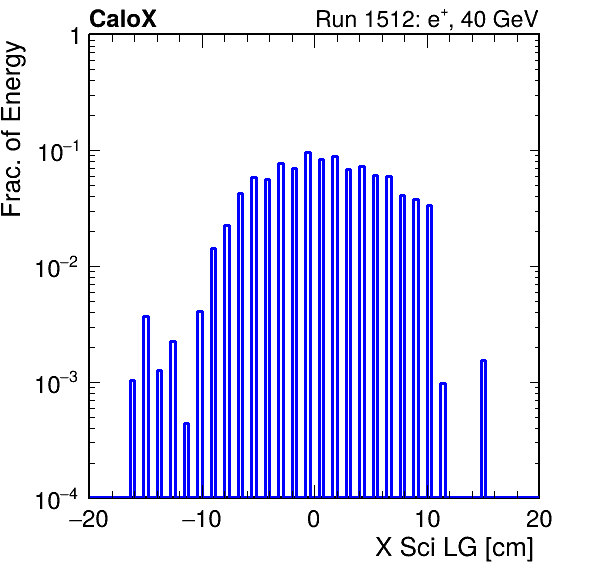 CaloX Run 1512: e⁺, 40 GeV
Frac. of Energy
1
10⁻¹
10⁻²
10⁻³
10⁻⁴
−20 −10 0 10 20
X Sci LG [cm]